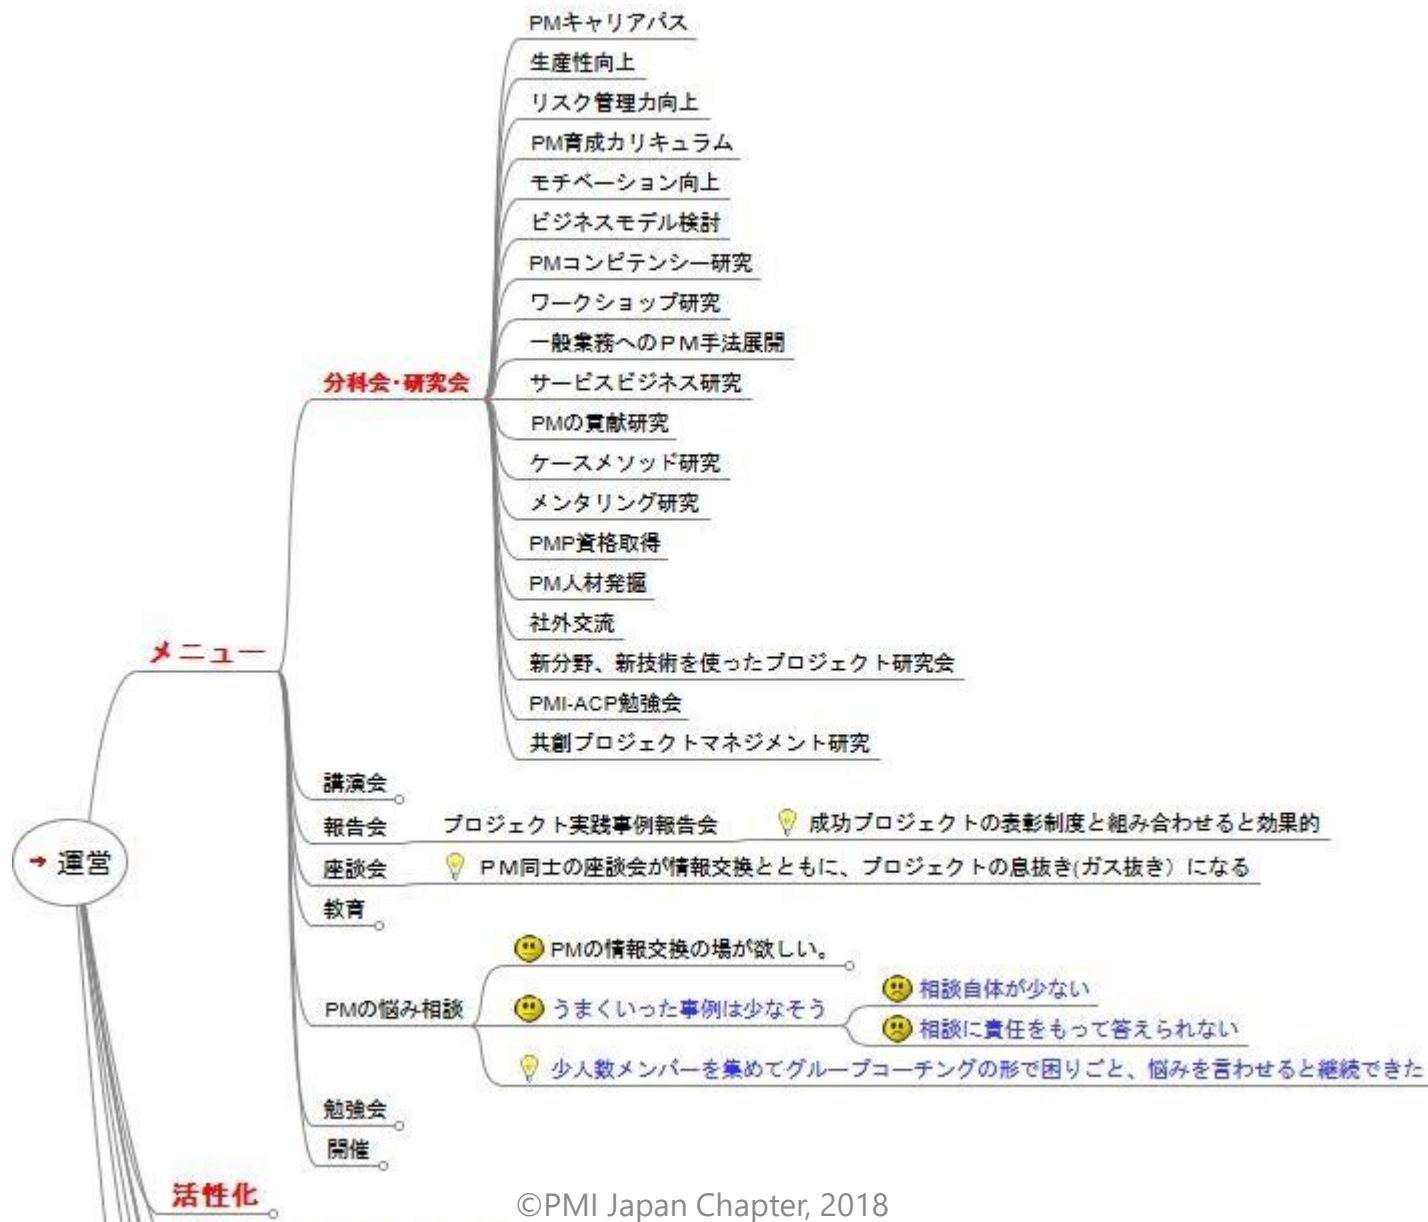 PMキャリアパス
生産性向上
リスク管理力向上
PM育成カリキュラム
モチベーション向上
ビジネスモデル検討
PMコンピテンシー研究
ワークショップ研究
一般業務へのＰＭ手法展開
分科会・研究会
サービスビジネス研究
PMの貢献研究
ケースメソッド研究
メンタリング研究
PMP資格取得
PM人材発掘
社外交流
メニュー
新分野、新技術を使ったプロジェクト研究会
PMI-ACP勉強会
共創プロジェクトマネジメント研究
講演会
報告会 プロジェクト実践事例報告会 成功プロジェクトの表彰制度と組み合わせると効果的
運営
座談会 ＰＭ同士の座談会が情報交換とともに、プロジェクトの息抜き(ガス抜き）になる
教育
PMの情報交換の場が欲しい。
相談自体が少ない
PMの悩み相談 うまくいった事例は少なそう
相談に責任をもって答えられない
少人数メンバーを集めてグループコーチングの形で困りごと、悩みを言わせると継続できた
勉強会
開催
活性化
©PMI Japan Chapter, 2018